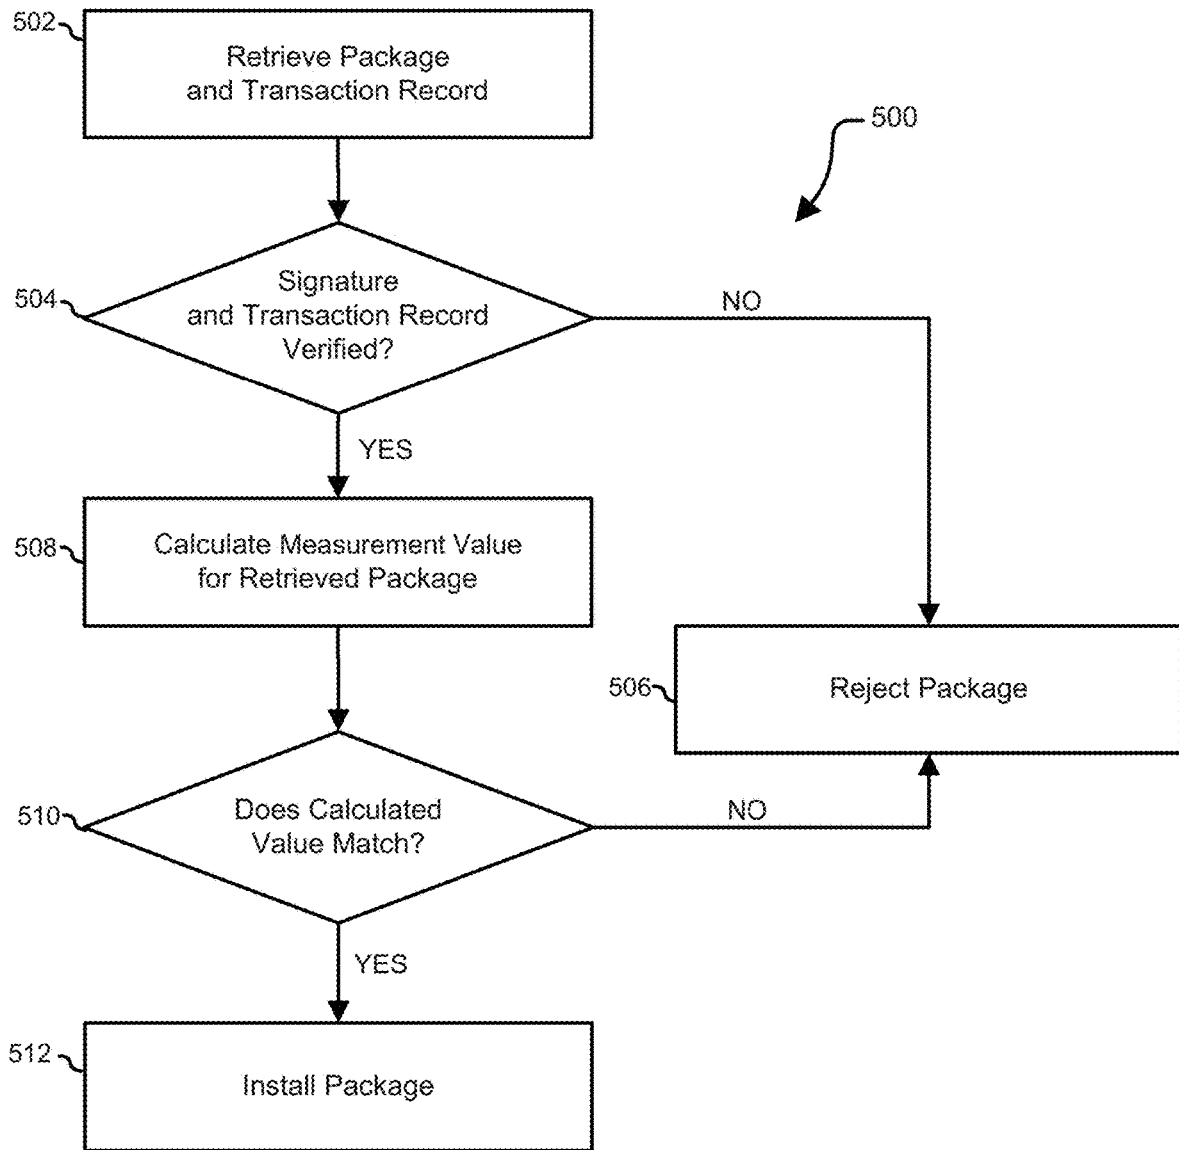 502
Retrieve Package
and Transaction Record
500
504
Signature
and Transaction Record
Verified?
NO
YES
508
Calculate Measurement Value
for Retrieved Package
506
Reject Package
510
Does Calculated
Value Match?
NO
YES
512
Install Package